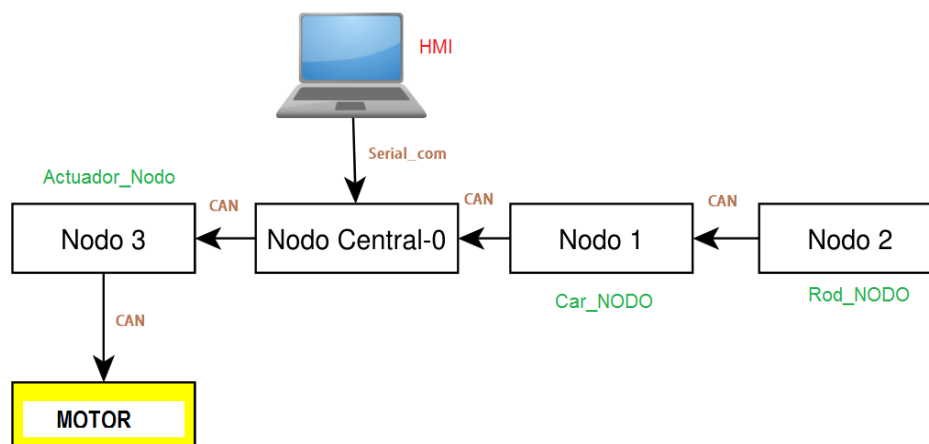 HMI
Serial_com
Actuador_Nodo
CAN
CAN
CAN
Nodo 3
Nodo Central-0
Nodo 1
Nodo 2
Car_NODO
Rod_NODO
CAN
MOTOR